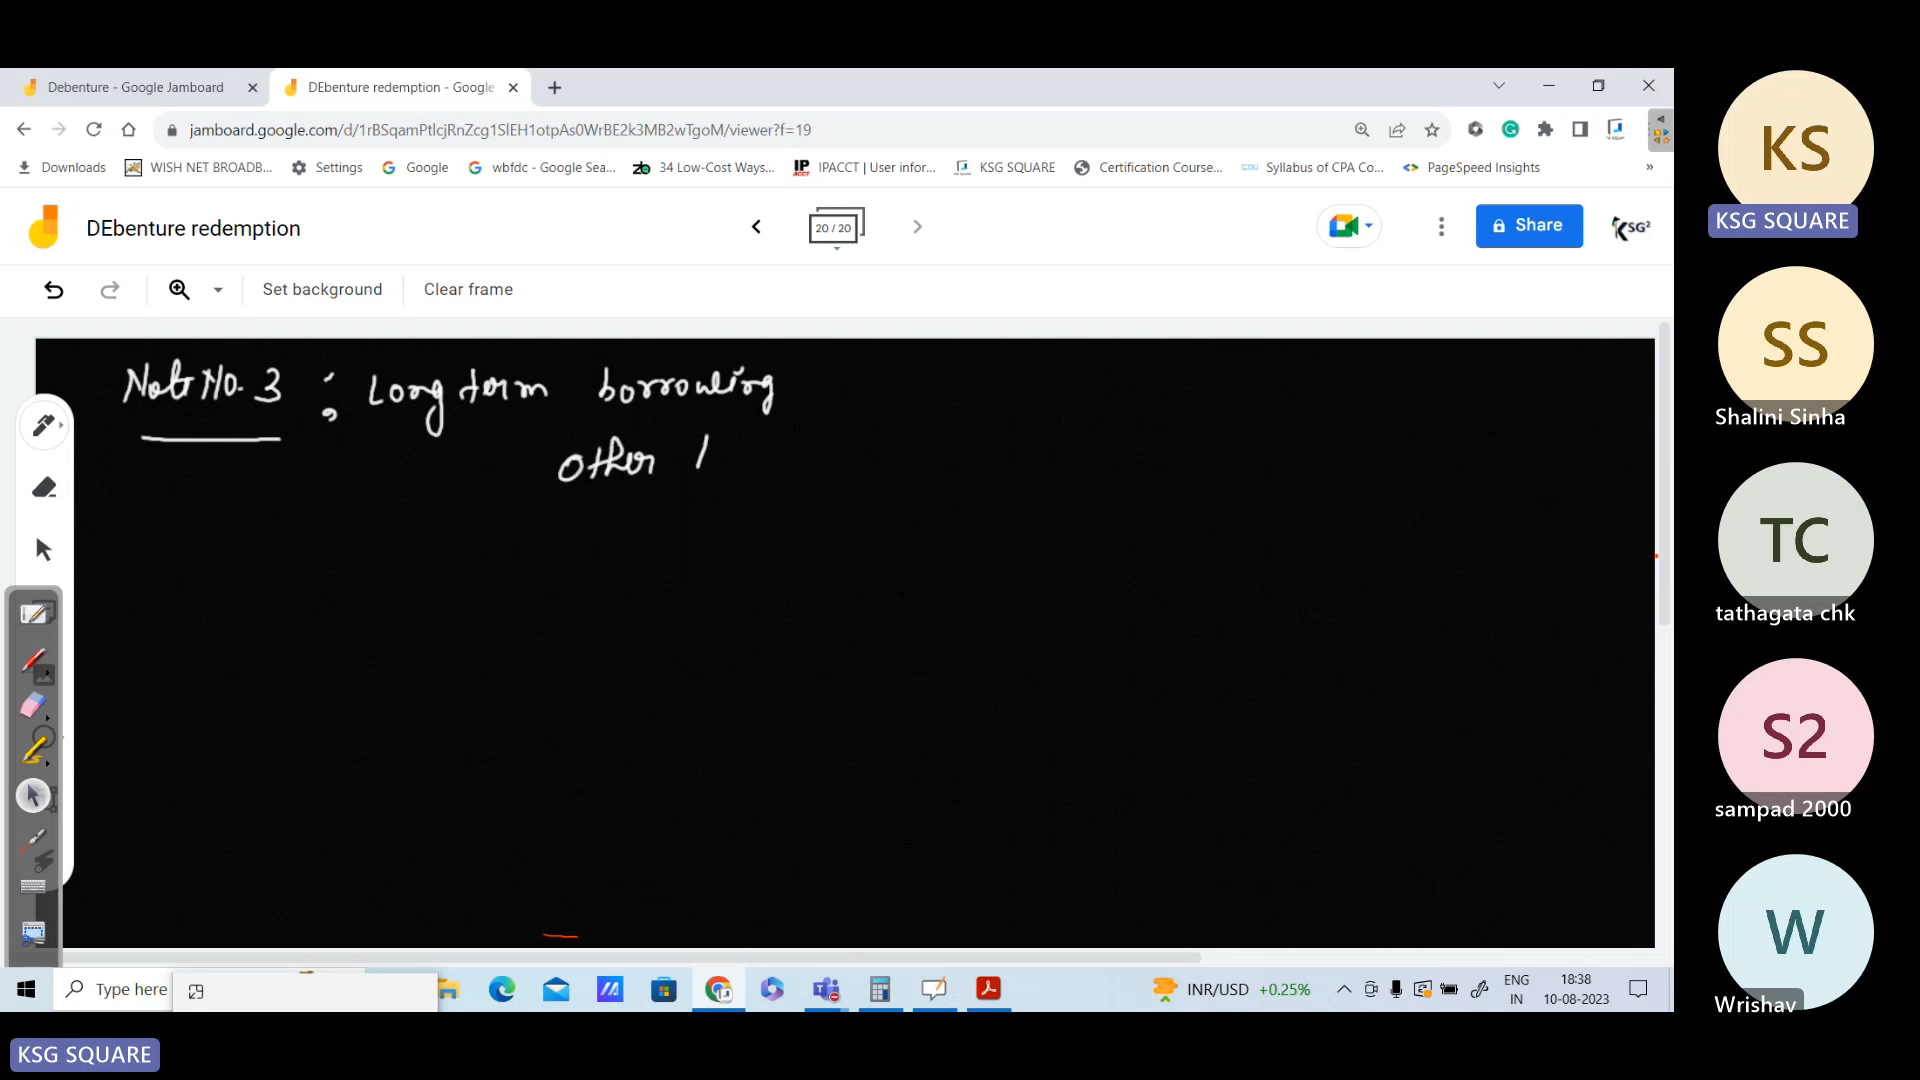 Debenture - Google Jamboard
DEbenture redemption - Google
jamboard.google.com/d/1rBSqamPtlcjRnZcg1SlEH1otpAs0WrBE2k3MB2wTgoM/viewer?f=19
Downloads WISH NET BROADB... Settings Google wbfdc - Google Sea... 34 Low-Cost Ways... IPACCT | User infor... KSG SQUARE Certification Course... Syllabus of CPA Co... PageSpeed Insights »
DEbenture redemption
20 / 20
Share
KSG²
Set background
Clear frame
Note No. 3 : Long term borrowing
other
KS
KSG SQUARE
SS
Shalini Sinha
TC
tathagata chk
S2
sampad 2000
W
Wrishav
Type here
INR/USD +0.25%
ENG
IN
18:38
10-08-2023
KSG SQUARE